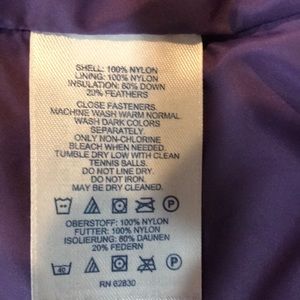 SHELL: 100% NYLON
LINING: 100% NYLON
INSULATION: 80% DOWN
20% FEATHERS
CLOSE FASTENERS.
MACHINE WASH WARM NORMAL.
WASH DARK COLORS
SEPARATELY.
ONLY NON-CHLORINE
BLEACH WHEN NEEDED.
TUMBLE DRY LOW WITH CLEAN
TENNIS BALLS.
DO NOT LINE DRY.
DO NOT IRON.
MAY BE DRY CLEANED.
OBERSTOFF: 100% NYLON
FUTTER: 100% NYLON
ISOLIERUNG: 80% DAUNEN
20% FEDERN
40
P
RN 62830